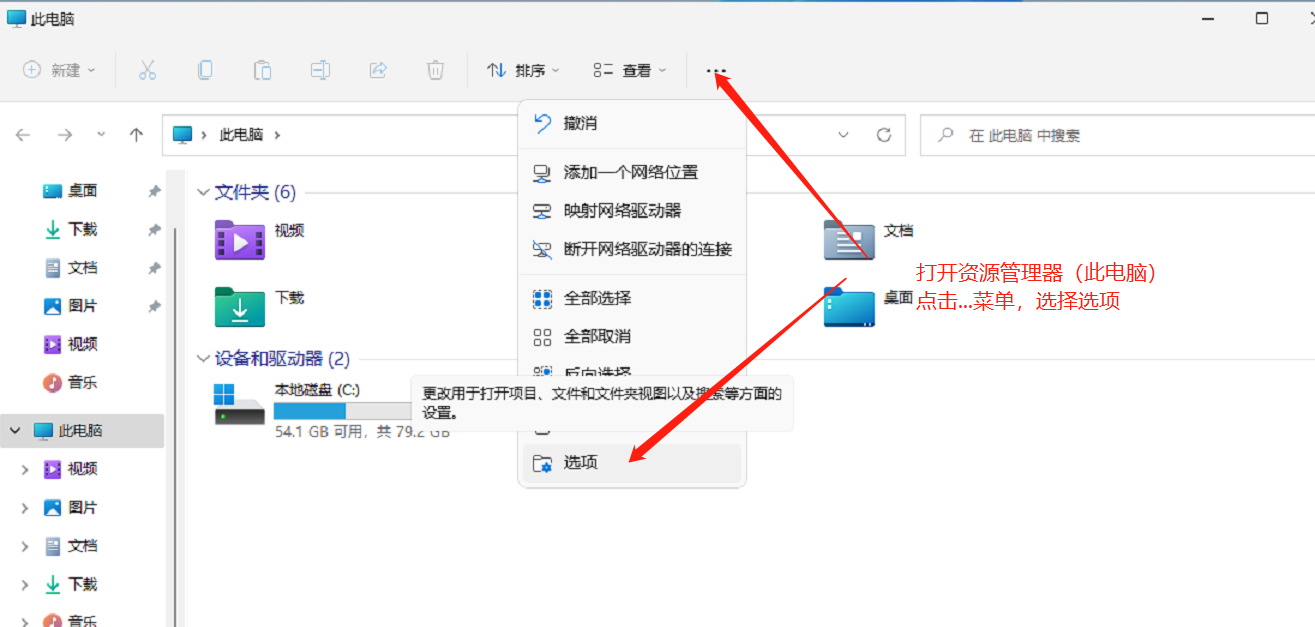 此电脑
新建
排序
查看
...
此电脑
在 此电脑 中搜索
撤消
添加一个网络位置
映射网络驱动器
断开网络驱动器的连接
全部选择
全部取消
反向选择
更改用于打开项目、文件和文件夹视图以及搜索等方面的
设置。
选项
桌面
下载
文档
图片
视频
音乐
此电脑
视频
图片
文档
下载
音乐
文件夹 (6)
视频
文档
下载
桌面
设备和驱动器 (2)
本地磁盘 (C:)
54.1 GB 可用，共 79.2 GB
打开资源管理器（此电脑）
点击...菜单，选择选项